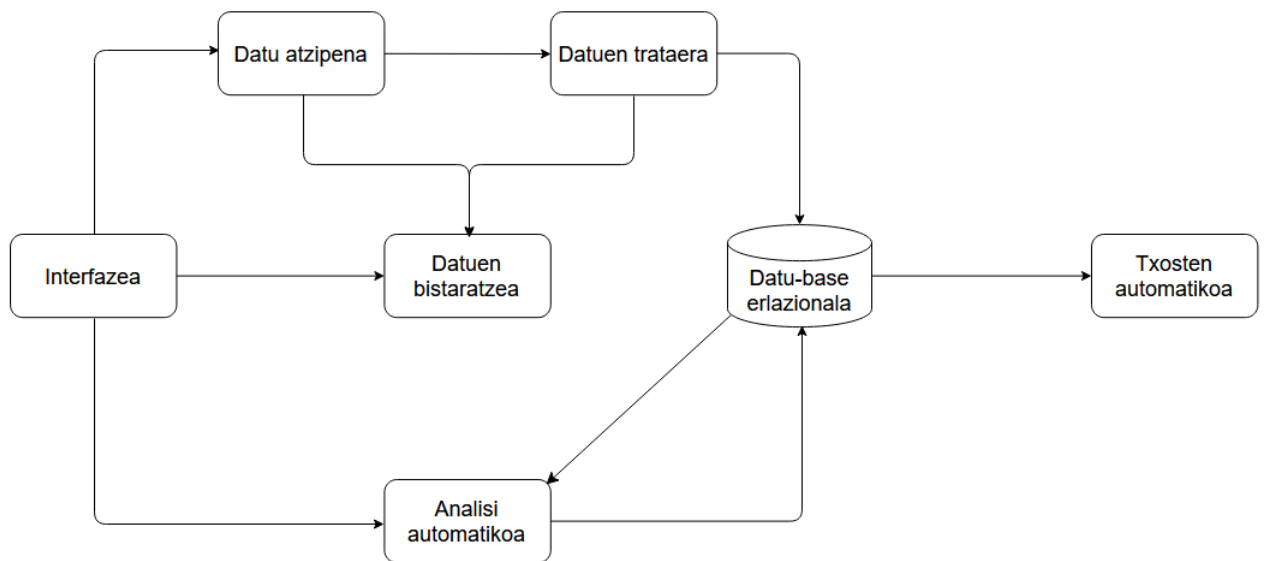 Datu atzipena
Datuen trataera
Interfazea
Datuen
bistaratzea
Datu-base
erlazionala
Txosten
automatikoa
Analisi
automatikoa